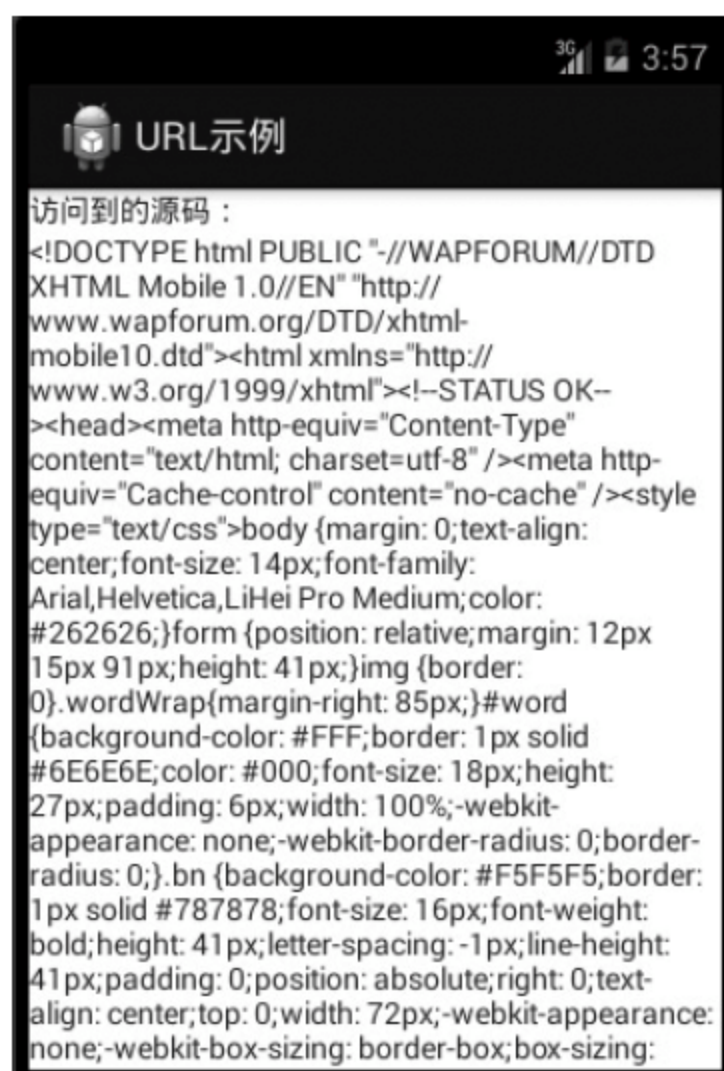 3G 3:57
URL示例
访问到的源码：
<!DOCTYPE html PUBLIC "-//WAPFORUM//DTD
XHTML Mobile 1.0//EN" "http://
www.wapforum.org/DTD/xhtml-
mobile10.dtd"><html xmlns="http://
www.w3.org/1999/xhtml"><!--STATUS OK--
><head><meta http-equiv="Content-Type"
content="text/html; charset=utf-8" /><meta http-
equiv="Cache-control" content="no-cache" /><style
type="text/css">body {margin: 0;text-align:
center;font-size: 14px;font-family:
Arial,Helvetica,LiHei Pro Medium;color:
#262626;}form {position: relative;margin: 12px
15px 91px;height: 41px;}img {border:
0}.wordWrap{margin-right: 85px;}#word
{background-color: #FFF;border: 1px solid
#6E6E6E;color: #000;font-size: 18px;height:
27px;padding: 6px;width: 100%;-webkit-
appearance: none;-webkit-border-radius: 0;border-
radius: 0;}.bn {background-color: #F5F5F5;border:
1px solid #787878;font-size: 16px;font-weight:
bold;height: 41px;letter-spacing: -1px;line-height:
41px;padding: 0;position: absolute;right: 0;text-
align: center;top: 0;width: 72px;-webkit-appearance:
none;-webkit-box-sizing: border-box;box-sizing: